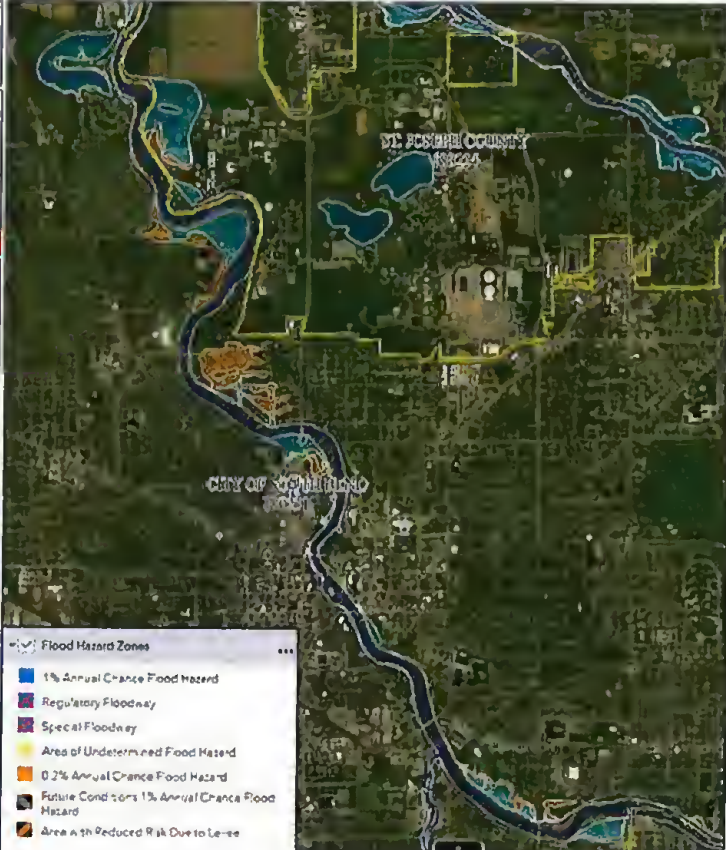 ST. JOSEPH COUNTY
CITY OF
Flood Hazard Zones
1% Annual Chance Flood Hazard
Regulatory Floodway
Special Floodway
Area of Undetermined Flood Hazard
0.2% Annual Chance Flood Hazard
Future Conditions 1% Annual Chance Flood
Hazard
Area with Reduced Risk Due to Levee